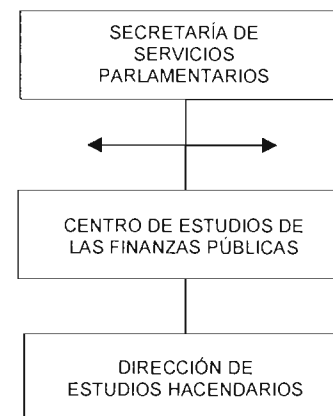 SECRETARÍA DE
SERVICIOS
PARLAMENTARIOS
CENTRO DE ESTUDIOS DE
LAS FINANZAS PÚBLICAS
DIRECCIÓN DE
ESTUDIOS HACENDARIOS